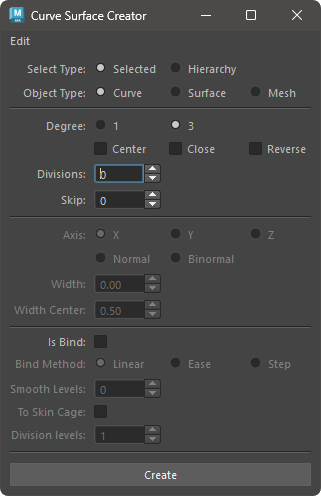 M Curve Surface Creator
Edit
Select Type: Selected Hierarchy
Object Type: Curve Surface Mesh
Degree: 1 3
Center Close Reverse
Divisions: 0
Skip: 0
Axis: X Y Z
Normal Binormal
Width: 0.00
Width Center: 0.50
Is Bind:
Bind Method: Linear Ease Step
Smooth Levels: 0
To Skin Cage:
Division levels: 1
Create